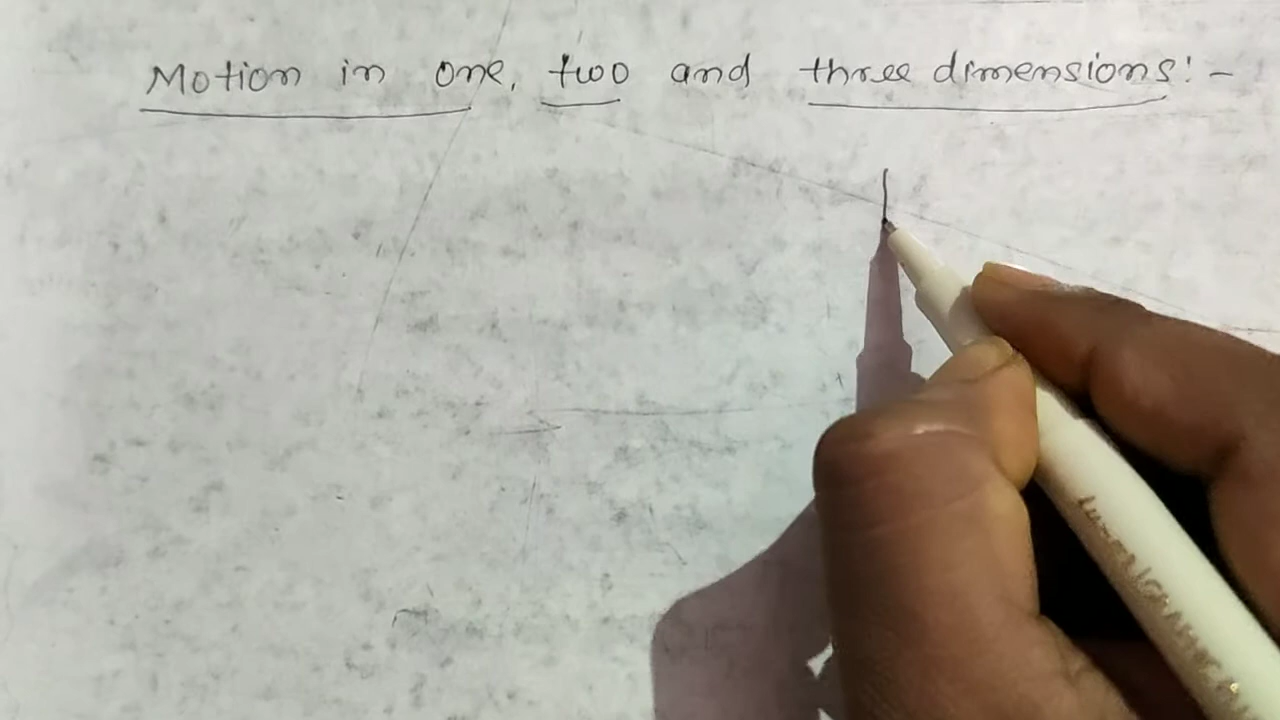 Motion in one, two and three dimensions:-